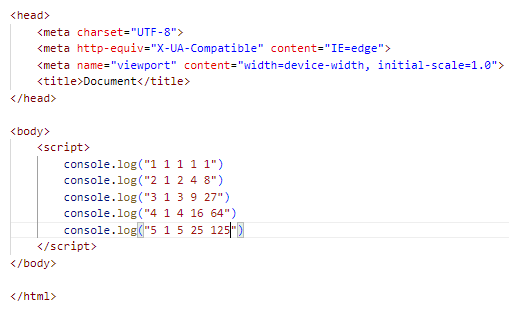 <head>
<meta charset="UTF-8">
<meta http-equiv="X-UA-Compatible" content="IE=edge">
<meta name="viewport" content="width=device-width, initial-scale=1.0">
<title>Document</title>
</head>
<body>
<script>
console.log("1 1 1 1 1")
console.log("2 1 2 4 8")
console.log("3 1 3 9 27")
console.log("4 1 4 16 64")
console.log("5 1 5 25 125")
</script>
</body>
</html>